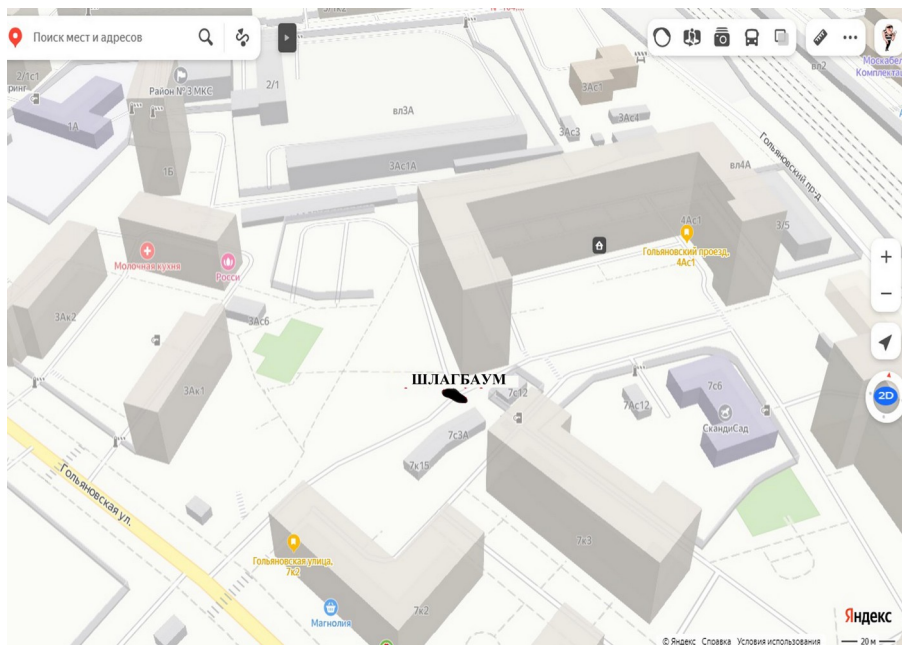 Поиск мест и адресов
2/1с1
Район № 3 МКС
2/1
1А
1Б
влЗА
3Ас1
3Ас3
3Ас4
3Ас1А
вл2
Москабель
Комплектац
Гольяновский пр-д
вл4А
3/5
4Ас1
Гольяновский проезд,
4Ас1
Молочная кухня
Росси
3Ак2
3Ас6
3Ак1
ШЛАГБАУМ
7с12
7Ас12
7с6
СкандиСад
7с3А
7к15
Гольяновская ул.
7к3
Гольяновская улица,
7к2
Магнолия
7к2
2D
Яндекс
© Яндекс Справка Условия использования
20 м